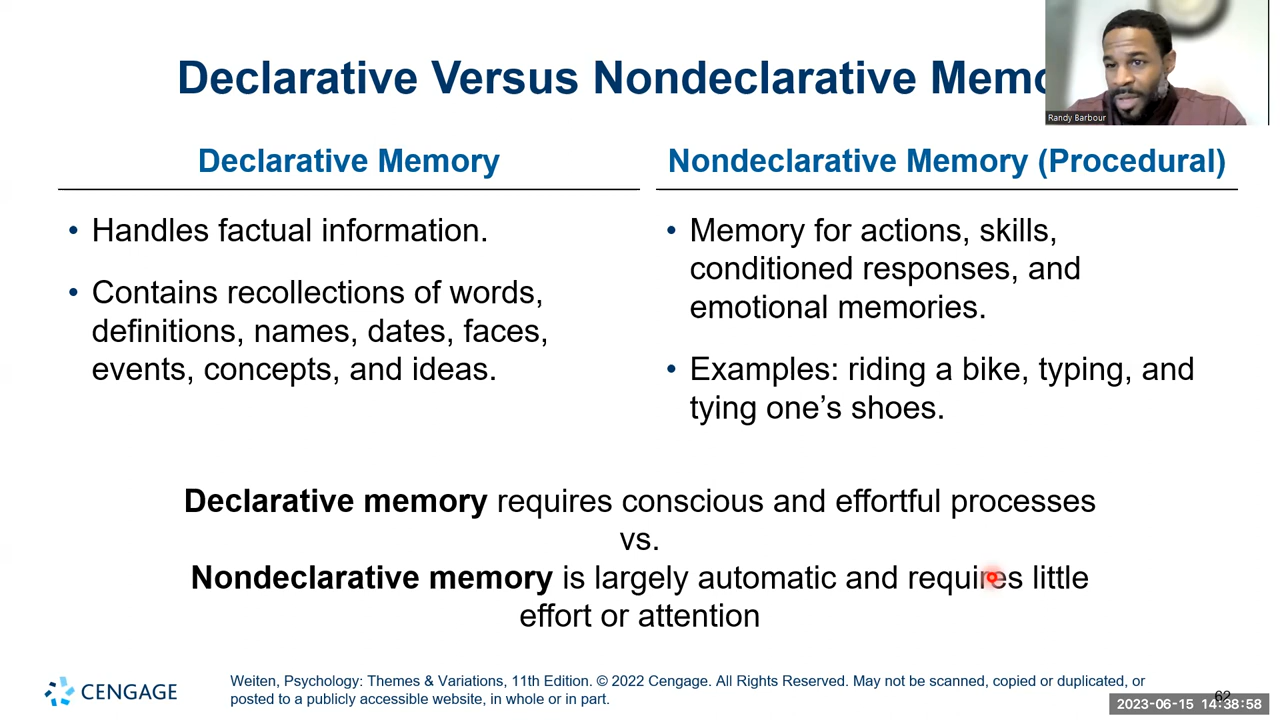 Declarative Versus Nondeclarative Memo
Randy Barbour
Declarative Memory
• Handles factual information.
• Contains recollections of words,
definitions, names, dates, faces,
events, concepts, and ideas.
Nondeclarative Memory (Procedural)
• Memory for actions, skills,
conditioned responses, and
emotional memories.
• Examples: riding a bike, typing, and
tying one’s shoes.
Declarative memory requires conscious and effortful processes
vs.
Nondeclarative memory is largely automatic and requires little
effort or attention
CENGAGE
Weiten, Psychology: Themes & Variations, 11th Edition. © 2022 Cengage. All Rights Reserved. May not be scanned, copied or duplicated, or
posted to a publicly accessible website, in whole or in part.
62
2023-06-15 14:38:58